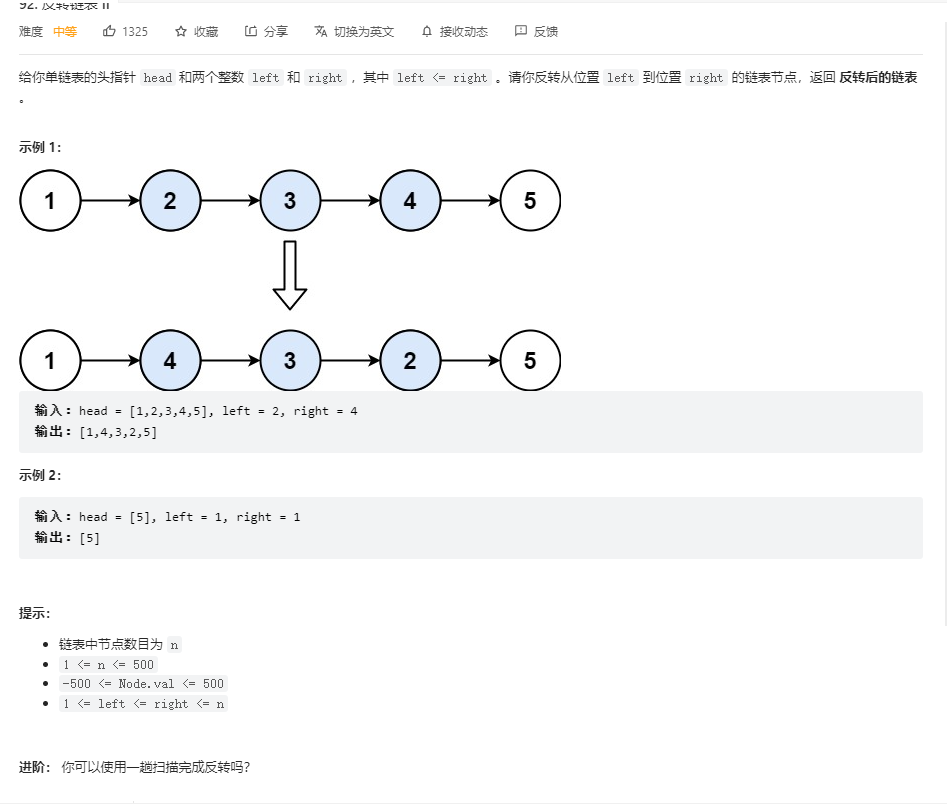 92. 反转链表 II
难度 中等 1325 收藏 分享 切换为英文 接收动态 反馈
给你单链表的头指针 head 和两个整数 left 和 right ，其中 left <= right 。请你反转从位置 left 到位置 right 的链表节点，返回 反转后的链表
。
示例 1：
1 2 3 4 5
1 4 3 2 5
输入：head = [1,2,3,4,5], left = 2, right = 4
输出：[1,4,3,2,5]
示例 2：
输入：head = [5], left = 1, right = 1
输出：[5]
提示：
链表中节点数目为 n
1 <= n <= 500
-500 <= Node.val <= 500
1 <= left <= right <= n
进阶： 你可以使用一趟扫描完成反转吗？